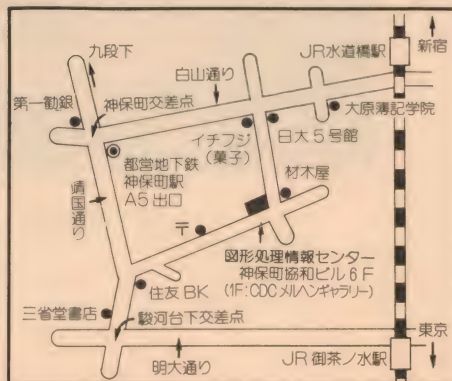 九段下
JR水道橋駅
新宿
白山通り
第一勧銀
神保町交差点
大原簿記学院
イチフジ
(菓子)
日大5号館
都営地下鉄
神保町駅
A5出口
材木屋
靖国通り
〒
図形処理情報センター
神保町協和ビル6F
(1F:CDCメルヘンギャラリー)
住友BK
三省堂書店
駿河台下交差点
東京
明大通り
JR御茶ノ水駅